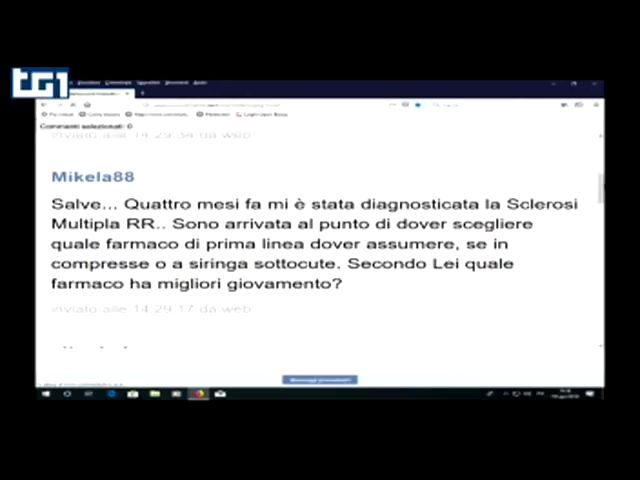 TG1
Commenti selezionati: 0
inviato alle 14:29:34 da web
Mikela88
Salve... Quattro mesi fa mi è stata diagnosticata la Sclerosi
Multipla RR.. Sono arrivata al punto di dover scegliere
quale farmaco di prima linea dover assumere, se in
compresse o a siringa sottocute. Secondo Lei quale
farmaco ha migliori giovamento?
inviato alle 14:29:17 da web